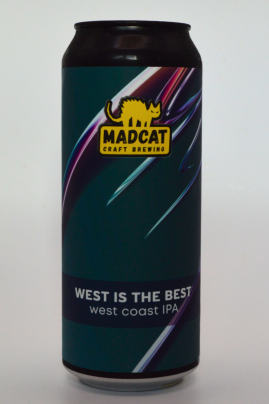 MADCAT
CRAFT BREWING
WEST IS THE BEST
west coast IPA